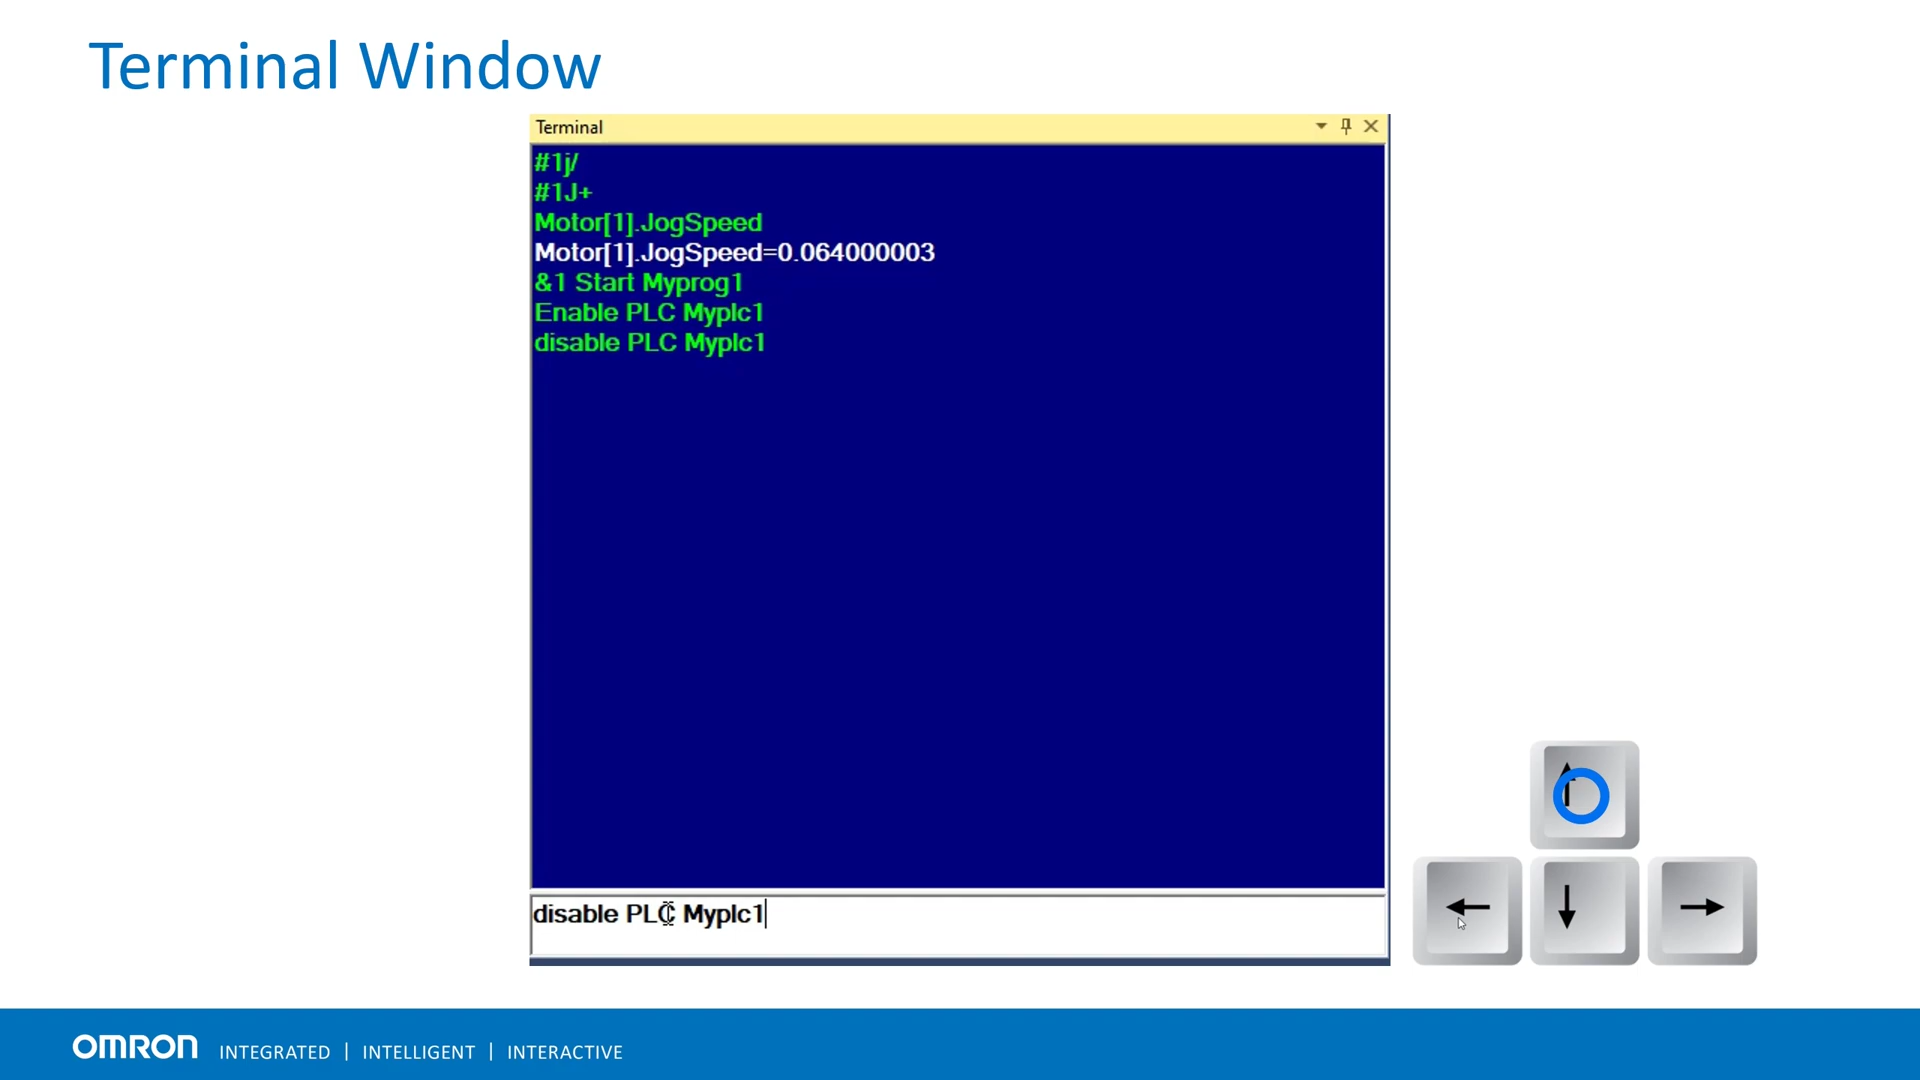 Terminal Window
Terminal
#1j/
#1J+
Motor[1].JogSpeed
Motor[1].JogSpeed=0.064000003
&1 Start Myprog1
Enable PLC Myplc1
disable PLC Myplc1
disable PLC Myplc1
OMRON INTEGRATED | INTELLIGENT | INTERACTIVE